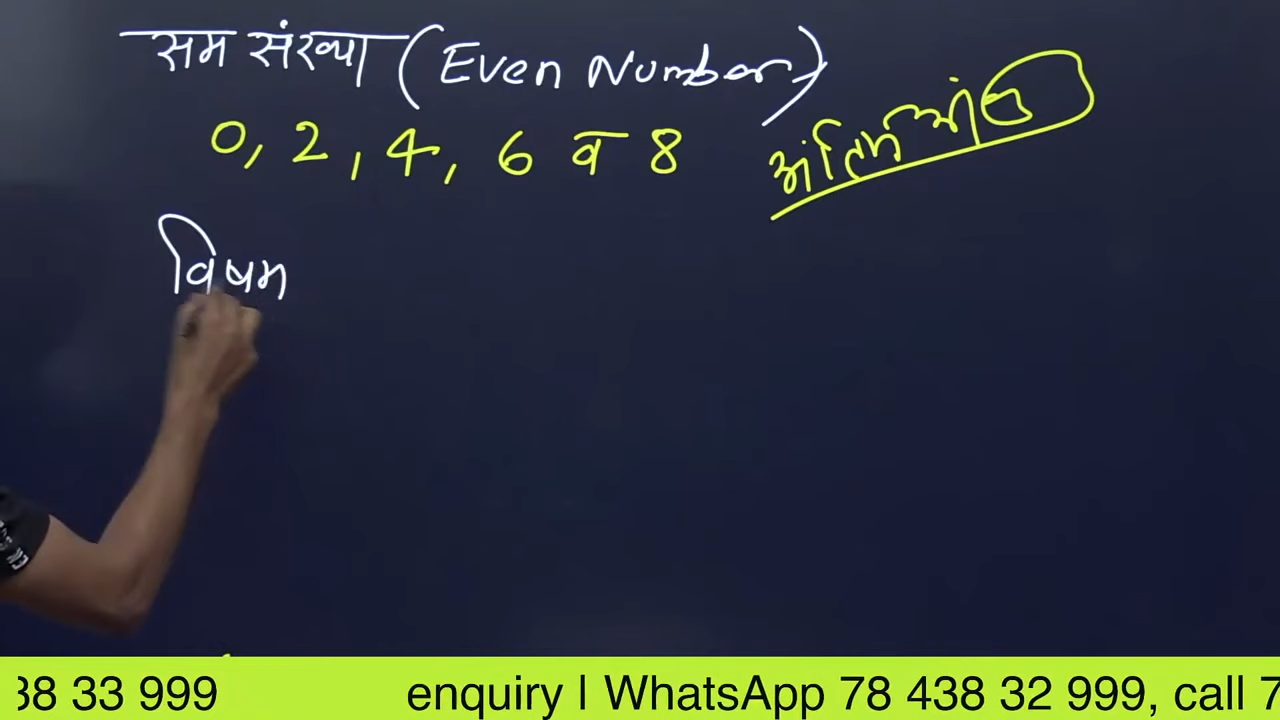 सम संख्या (Even Number)
0, 2, 4, 6 व 8 अंतिम अंक
विषम
38 33 999 enquiry | WhatsApp 78 438 32 999, call 7